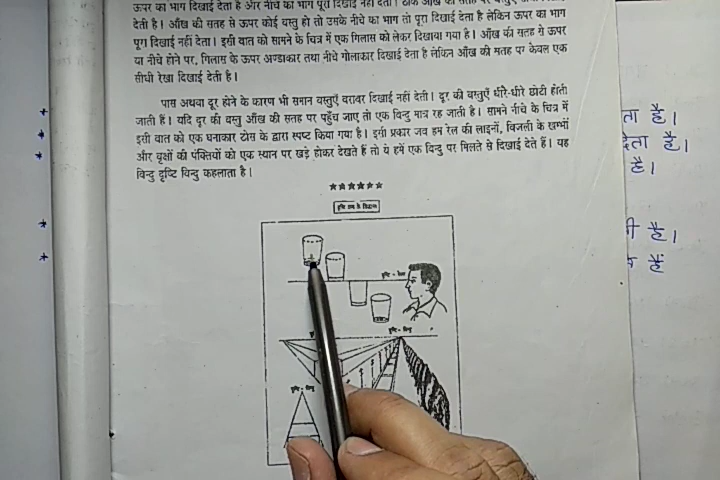 ऊपर का भाग दिखाई देता है और नीचे का भाग पूरा दिखाई नहीं देता। ठीक आँख की सतह पर
देती है। आँख की सतह से ऊपर कोई वस्तु हो तो उसके नीचे का भाग तो पूरा दिखाई देता है लेकिन ऊपर का भाग
पूरा दिखाई नहीं देता। इसी बात को सामने के चित्र में एक गिलास को लेकर दिखाया गया है। आँख की सतह से ऊपर
या नीचे होने पर, गिलास के ऊपर अण्डाकार तथा नीचे गोलाकार दिखाई देता है लेकिन आँख की सतह पर केवल एक
सीधी रेखा दिखाई देती है।
पास अथवा दूर होने के कारण भी समान वस्तुएँ बराबर दिखाई नहीं देती। दूर की वस्तुएँ धीरे-धीरे छोटी होती
जाती हैं। यदि दूर की वस्तु आँख की सतह पर पहुँच जाए तो एक बिन्दु मात्र रह जाती है। सामने नीचे के चित्र में
इसी बात को एक घनाकार ठोस के द्वारा स्पष्ट किया गया है। इसी प्रकार जब हम रेल की लाइनों, बिजली के खम्भों
और वृक्षों की पंक्तियों को एक स्थान पर खड़े होकर देखते हैं तो ये हमें एक बिन्दु पर मिलते से दिखाई देते हैं। यह
बिन्दु दृष्टि बिन्दु कहलाता है।
दृष्टि क्रम के सिद्धान्त
दृष्टि - रेखा
दृष्टि - बिन्दु
दृष्टि - बिन्दु
ता है।
देता है।
है।
है।
हैं